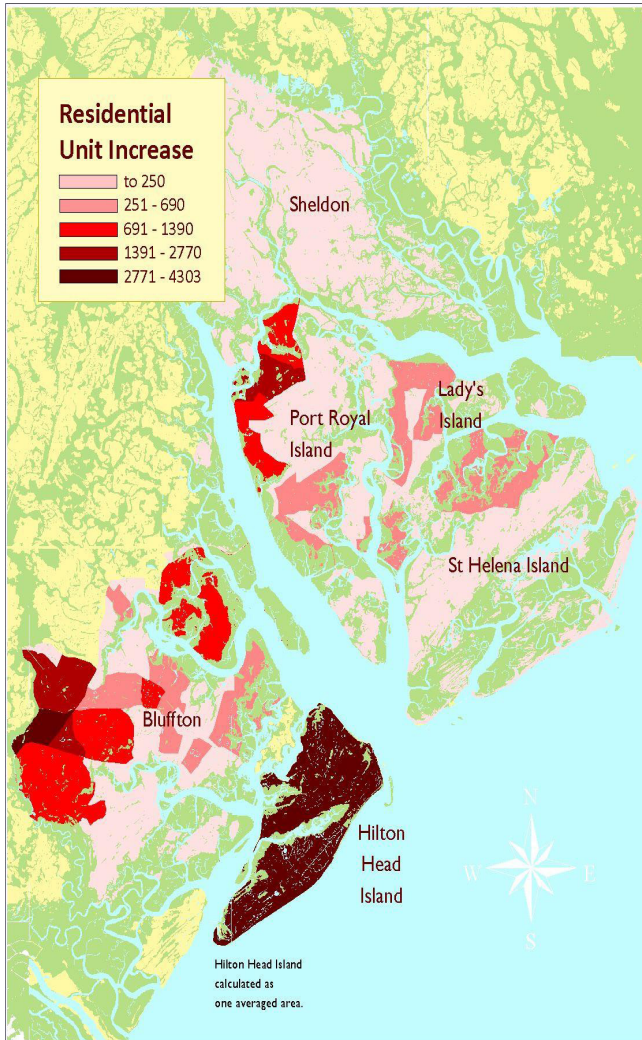 Residential
Unit Increase
to 250
251 - 690
691 - 1390
1391 - 2770
2771 - 4303
Sheldon
Lady's
Island
Port Royal
Island
St Helena Island
Bluffton
Hilton
Head
Island
N
W E
S
Hilton Head Island
calculated as
one averaged area.